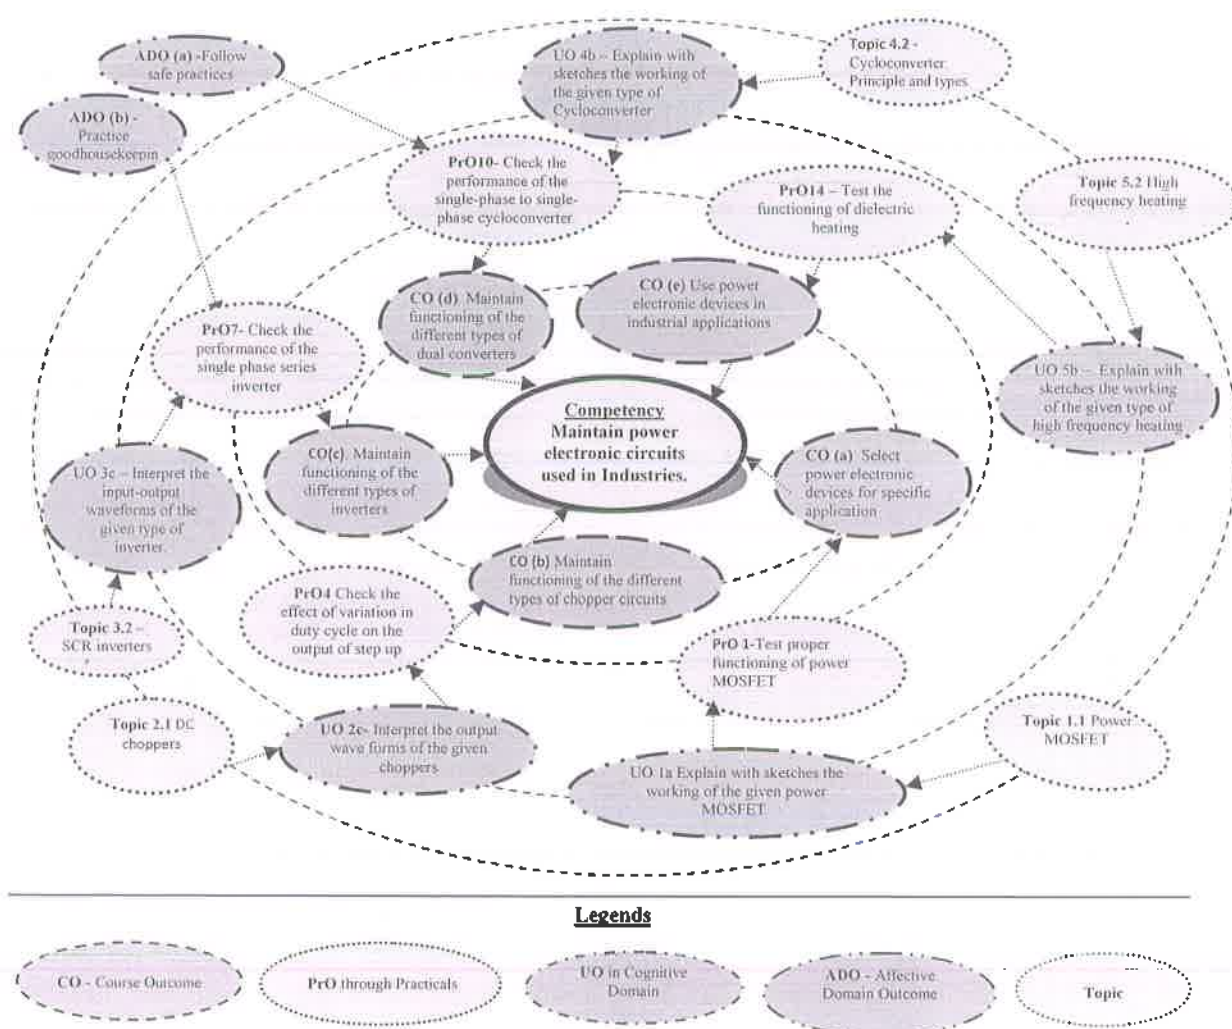 ADO (a) -Follow
safe practices
ADO (b) -
Practice
goodhousekeepin
UO 4b – Explain with
sketches the working of
the given type of
Cycloconverter
Topic 4.2 -
Cycloconverter
Principle and types
PrO10- Check the
performance of the
single-phase to single-
phase cycloconverter
PrO14 – Test the
functioning of dielectric
heating
Topic 5.2 High
frequency heating
CO (d) Maintain
functioning of the
different types of
dual converters
CO (e) Use power
electronic devices in
industrial applications
PrO7- Check the
performance of the
single phase series
inverter
UO 5b – Explain with
sketches the working
of the given type of
high frequency heating
Competency
Maintain power
electronic circuits
used in Industries.
UO 3c – Interpret the
input-output
waveforms of the
given type of
inverter.
CO(c) Maintain
functioning of the
different types of
inverters
CO (a) Select
power electronic
devices for specific
application
CO (b) Maintain
functioning of the different
types of chopper circuits
PrO4 Check the
effect of variation in
duty cycle on the
output of step up
Topic 3.2 –
SCR inverters
PrO 1-Test proper
functioning of power
MOSFET
Topic 2.1 DC
choppers
UO 2c- Interpret the output
wave forms of the given
choppers
Topic 1.1 Power
MOSFET
UO 1a Explain with sketches the
working of the given power
MOSFET
Legends
CO - Course Outcome
PrO through Practicals
UO in Cognitive
Domain
ADO - Affective
Domain Outcome
Topic